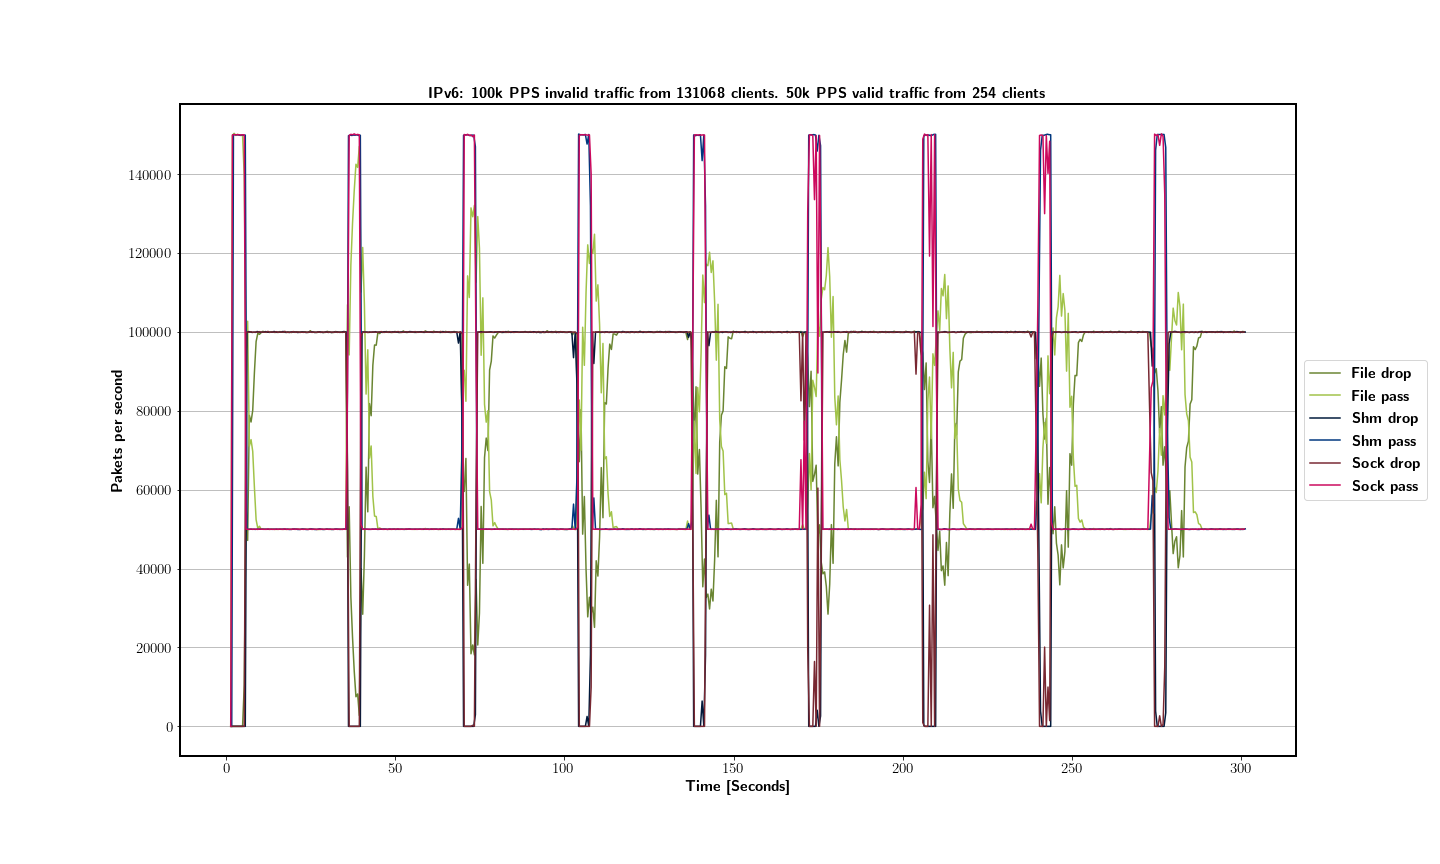 IPv6: 100k PPS invalid traffic from 131068 clients. 50k PPS valid traffic from 254 clients
140000
120000
100000
80000
60000
40000
20000
0
Pakets per second
0 50 100 150 200 250 300
Time [Seconds]
File drop
File pass
Shm drop
Shm pass
Sock drop
Sock pass